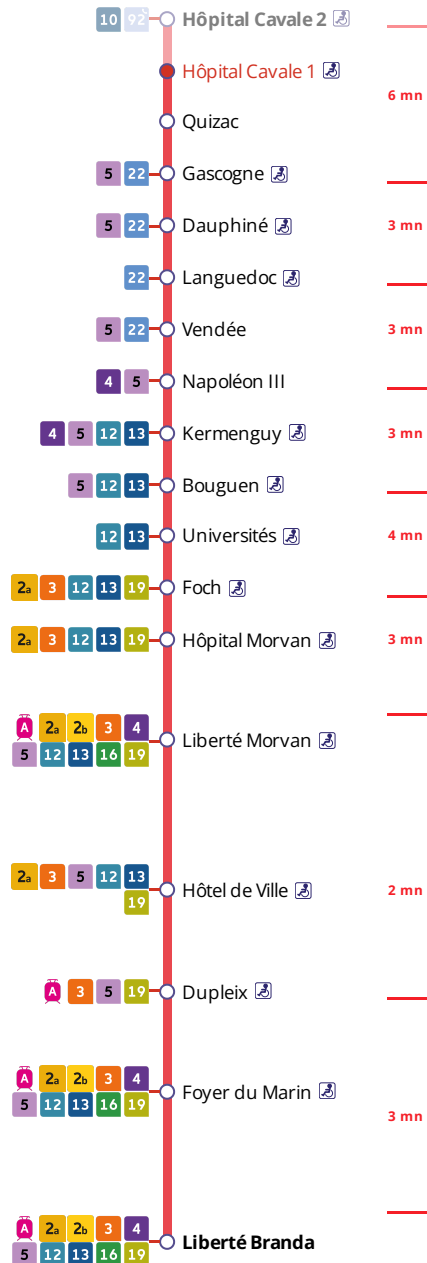 10 92 Hôpital Cavale 2
Hôpital Cavale 1
6 mn
Quizac
5 22 Gascogne
5 22 Dauphiné 3 mn
22 Languedoc
5 22 Vendée 3 mn
4 5 Napoléon III
4 5 12 13 Kermenguy 3 mn
5 12 13 Bouguen
12 13 Universités 4 mn
2a 3 12 13 19 Foch
2a 3 12 13 19 Hôpital Morvan 3 mn
A 2a 2b 3 4
Liberté Morvan
5 12 13 16 19
2a 3 5 12 13
Hôtel de Ville 2 mn
19
A 3 5 19 Dupleix
A 2a 2b 3 4
Foyer du Marin
5 12 13 16 19
3 mn
A 2a 2b 3 4
Liberté Branda
5 12 13 16 19